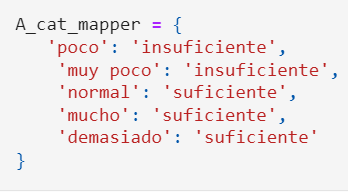 A_cat_mapper = {
   'poco': 'insuficiente',
    'muy poco': 'insuficiente',
    'normal': 'suficiente',
    'mucho': 'suficiente',
    'demasiado': 'suficiente'
}